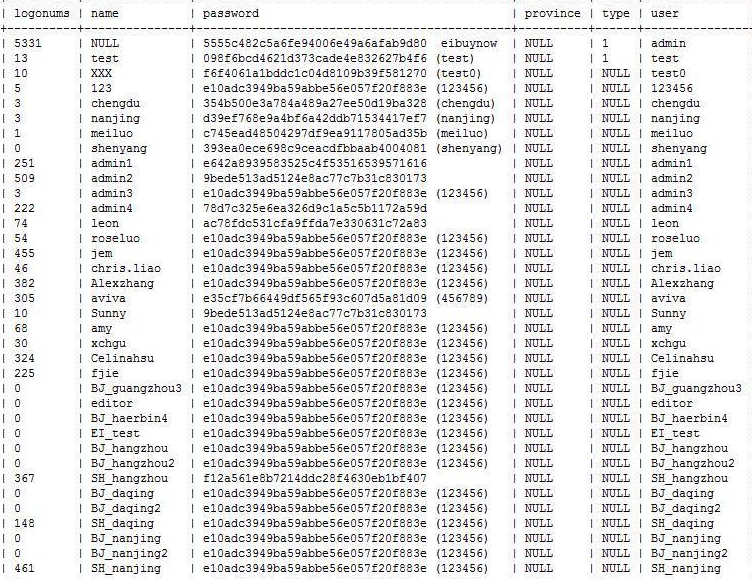 | logonums | name | password | province | type | user
| 5331 | NULL | 5555c482c5a6fe94006e49a6afab9d80 eibuynow | NULL | 1 | admin
| 13 | test | 098f6bcd4621d373cade4e832627b4f6 (test) | NULL | 1 | test
| 10 | XXX | f6f4061a1bddc1c04d8109b39f581270 (test0) | NULL | NULL | test0
| 5 | 123 | e10adc3949ba59abbe56e057f20f883e (123456) | NULL | NULL | 123456
| 3 | chengdu | 354b500e3a784a489a27ee50d19ba328 (chengdu) | NULL | NULL | chengdu
| 3 | nanjing | d39ef768e9a4bf6a42ddb71534417ef7 (nanjing) | NULL | NULL | nanjing
| 1 | meiluo | c745ead48504297df9ea9117805ad35b (meiluo) | NULL | NULL | meiluo
| 0 | shenyang | 393ea0ece698c9ceacdfbbaab4004081 (shenyang) | NULL | NULL | shenyang
| 251 | admin1 | e642a8939583525c4f53516539571616 | NULL | NULL | admin1
| 509 | admin2 | 9bede513ad5124e8ac77c7b31c830173 | NULL | NULL | admin2
| 3 | admin3 | e10adc3949ba59abbe56e057f20f883e (123456) | NULL | NULL | admin3
| 222 | admin4 | 78d7c325e6ea326d9c1a5c5b1172a59d | NULL | NULL | admin4
| 74 | leon | ac78fdc531cfa9ffda7e330631c72a83 | NULL | NULL | leon
| 54 | roseluo | e10adc3949ba59abbe56e057f20f883e (123456) | NULL | NULL | roseluo
| 455 | jem | e10adc3949ba59abbe56e057f20f883e (123456) | NULL | NULL | jem
| 46 | chris.liao | e10adc3949ba59abbe56e057f20f883e (123456) | NULL | NULL | chris.liao
| 382 | Alexzhang | e10adc3949ba59abbe56e057f20f883e (123456) | NULL | NULL | Alexzhang
| 305 | aviva | e35cf7b66449df565f93c607d5a81d09 (456789) | NULL | NULL | aviva
| 10 | Sunny | 9bede513ad5124e8ac77c7b31c830173 | NULL | NULL | Sunny
| 68 | amy | e10adc3949ba59abbe56e057f20f883e (123456) | NULL | NULL | amy
| 30 | xchgu | e10adc3949ba59abbe56e057f20f883e (123456) | NULL | NULL | xchgu
| 324 | Celinahsu | e10adc3949ba59abbe56e057f20f883e (123456) | NULL | NULL | Celinahsu
| 225 | fjie | e10adc3949ba59abbe56e057f20f883e (123456) | NULL | NULL | fjie
| 0 | BJ_guangzhou3 | e10adc3949ba59abbe56e057f20f883e (123456) | NULL | NULL | BJ_guangzhou3
| 0 | editor | e10adc3949ba59abbe56e057f20f883e (123456) | NULL | NULL | editor
| 0 | BJ_haerbin4 | e10adc3949ba59abbe56e057f20f883e (123456) | NULL | NULL | BJ_haerbin4
| 0 | EI_test | e10adc3949ba59abbe56e057f20f883e (123456) | NULL | NULL | EI_test
| 0 | BJ_hangzhou | e10adc3949ba59abbe56e057f20f883e (123456) | NULL | NULL | BJ_hangzhou
| 0 | BJ_hangzhou2 | e10adc3949ba59abbe56e057f20f883e (123456) | NULL | NULL | BJ_hangzhou2
| 367 | SH_hangzhou | f12a561e8b7214ddc28f4630eb1bf407 | NULL | NULL | SH_hangzhou
| 0 | BJ_daqing | e10adc3949ba59abbe56e057f20f883e (123456) | NULL | NULL | BJ_daqing
| 0 | BJ_daqing2 | e10adc3949ba59abbe56e057f20f883e (123456) | NULL | NULL | BJ_daqing2
| 148 | SH_daqing | e10adc3949ba59abbe56e057f20f883e (123456) | NULL | NULL | SH_daqing
| 0 | BJ_nanjing | e10adc3949ba59abbe56e057f20f883e (123456) | NULL | NULL | BJ_nanjing
| 0 | BJ_nanjing2 | e10adc3949ba59abbe56e057f20f883e (123456) | NULL | NULL | BJ_nanjing2
| 461 | SH_nanjing | e10adc3949ba59abbe56e057f20f883e (123456) | NULL | NULL | SH_nanjing